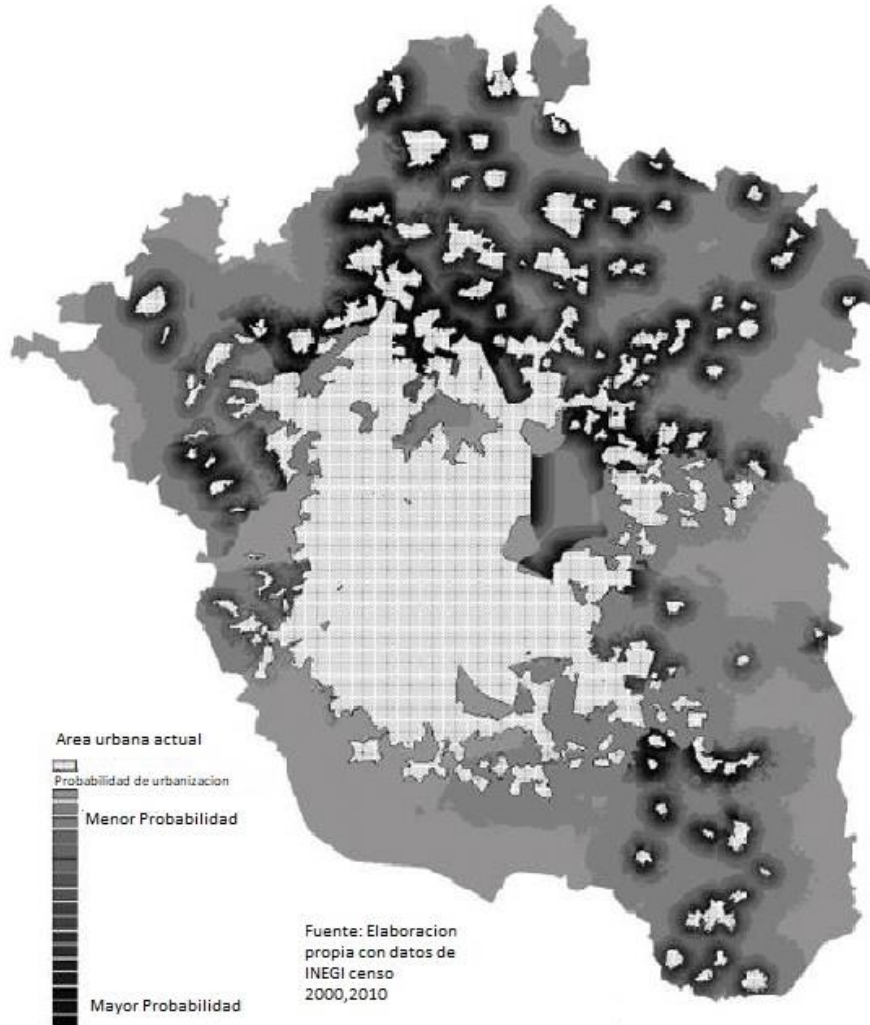 Area urbana actual
Probabilidad de urbanizacion
Menor Probabilidad
Mayor Probabilidad
Fuente: Elaboracion
propia con datos de
INEGI censo
2000,2010